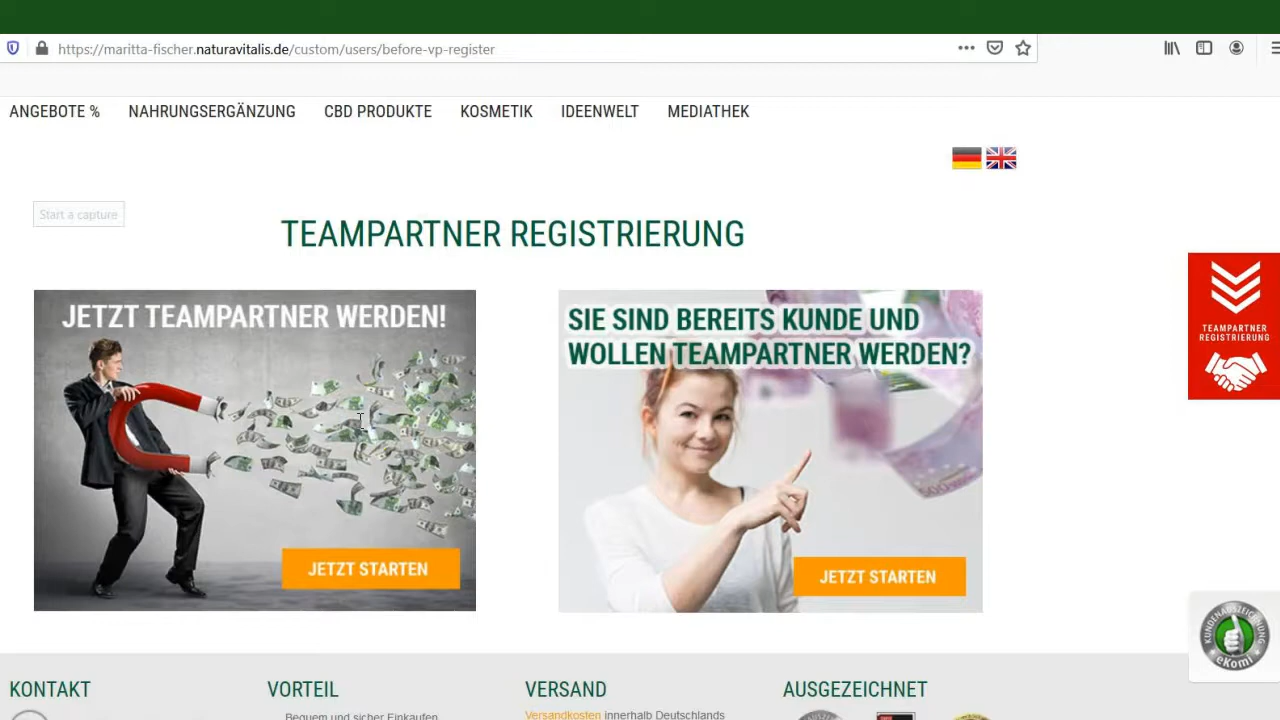 https://maritta-fischer.naturavitalis.de/custom/users/before-vp-register
ANGEBOTE % NAHRUNGSERGÄNZUNG CBD PRODUKTE KOSMETIK IDEENWELT MEDIATHEK
Start a capture
TEAMPARTNER REGISTRIERUNG
JETZT TEAMPARTNER WERDEN!
JETZT STARTEN
SIE SIND BEREITS KUNDE UND
WOLLEN TEAMPARTNER WERDEN?
JETZT STARTEN
TEAMPARTNER
REGISTRIERUNG
KUNDENAUSZEICHNUNG
eKomi
KONTAKT
VORTEIL
Bequem und sicher Einkaufen
VERSAND
Versandkosten innerhalb Deutschlands
AUSGEZEICHNET